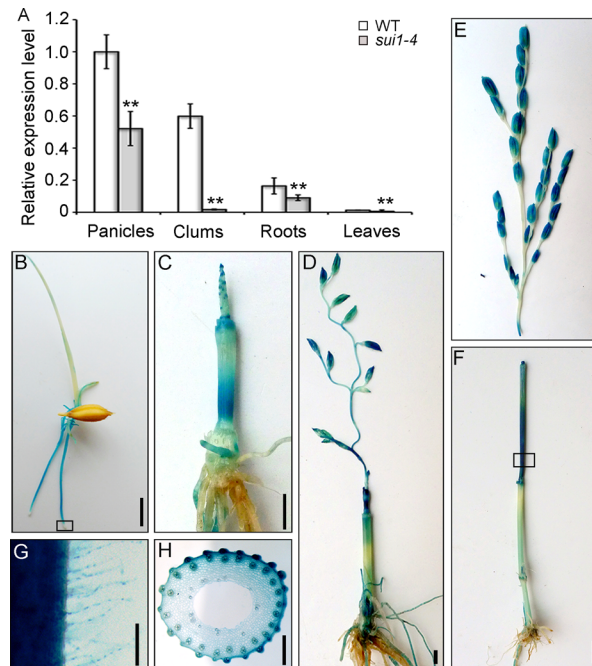 A
Relative expression level
1.2
1.0
0.8
0.6
0.4
0.2
0
**
**
**
**
WT
sui1-4
Panicles
Clums
Roots
Leaves
B
C
D
E
F
G
H